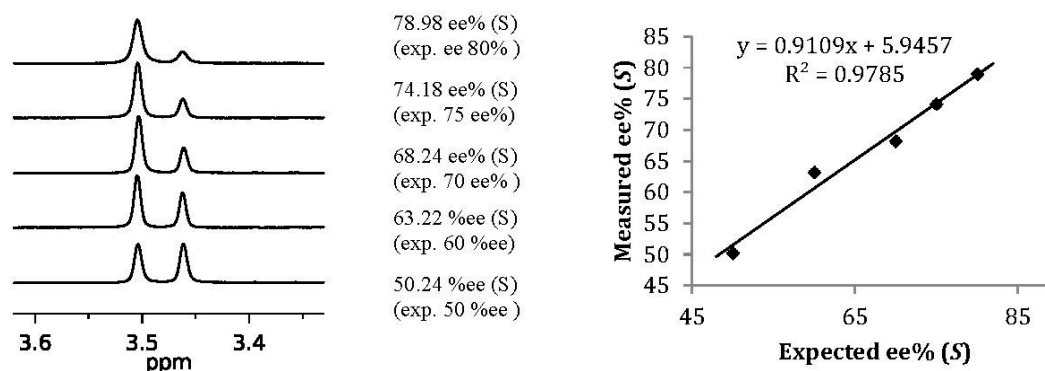 78.98 ee% (S)
(exp. ee 80% )
74.18 ee% (S)
(exp. 75 ee%)
68.24 ee% (S)
(exp. 70 ee% )
63.22 %ee (S)
(exp. 60 %ee)
50.24 %ee (S)
(exp. 50 %ee )
3.6
3.5
3.4
ppm
y = 0.9109x + 5.9457
R² = 0.9785
Measured ee% (S)
85
80
75
70
65
60
55
50
45
45
65
85
Expected ee% (S)